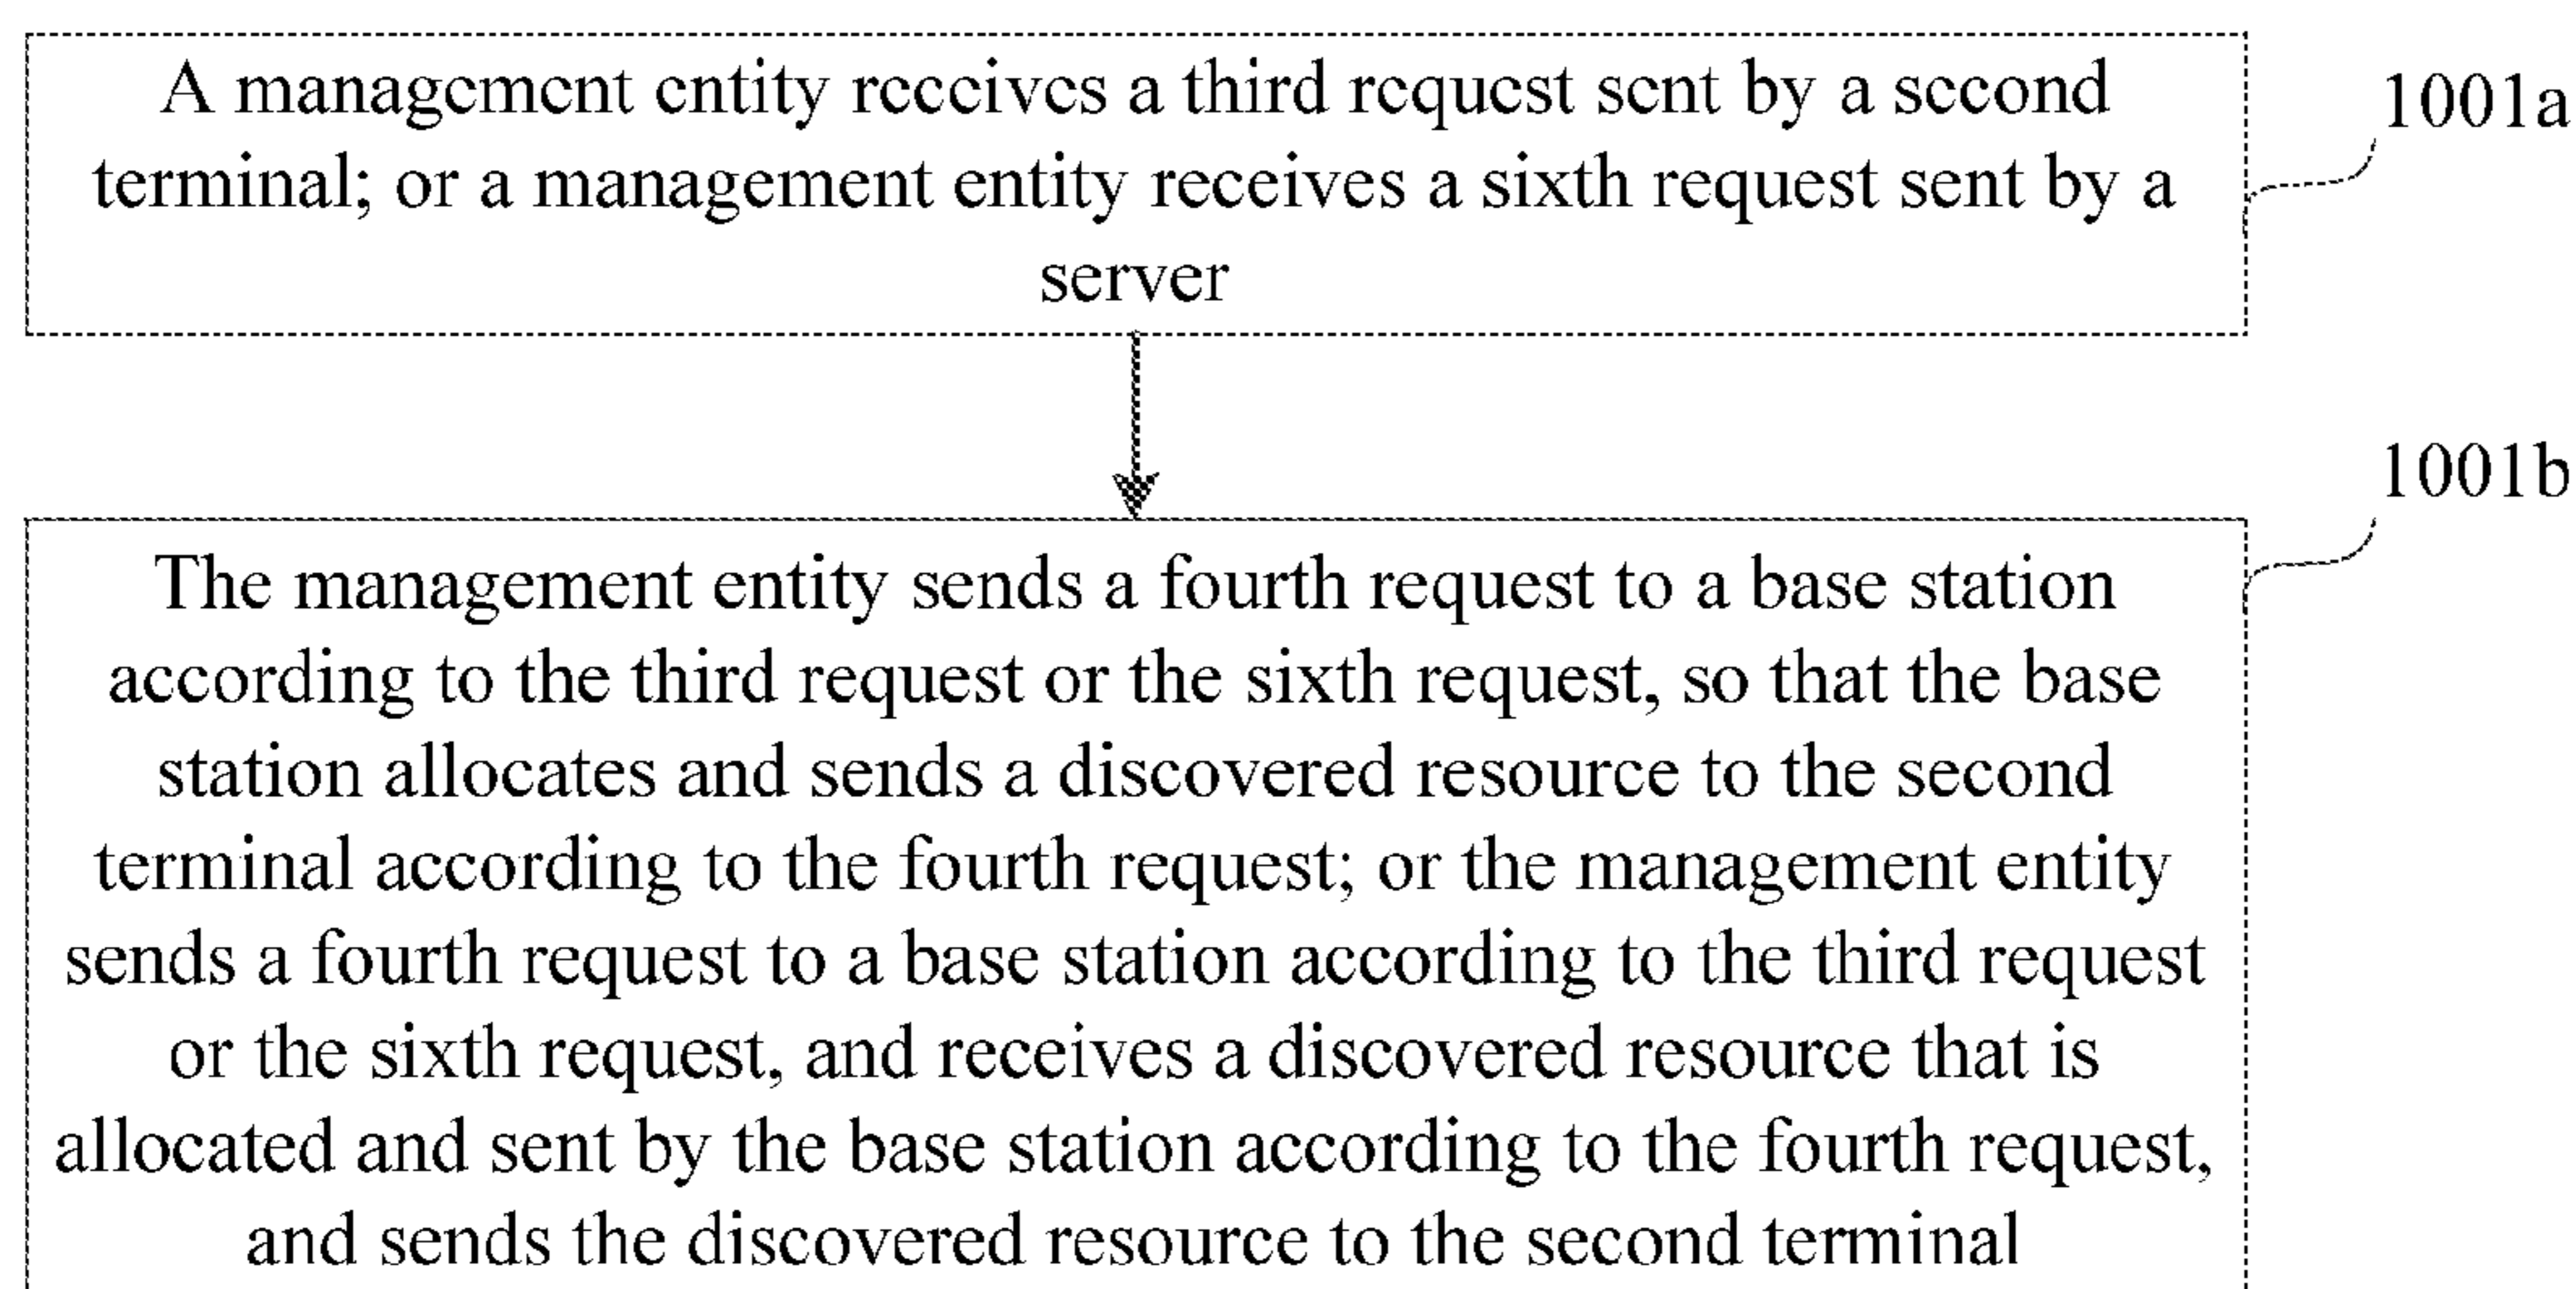 A management entity receives a third request sent by a second
1001a
terminal; or a management entity receives a sixth request sent by a
server
1001b
The management entity sends a fourth request to a base station
according to the third request or the sixth request, so that the base
station allocates and sends a discovered resource to the second
terminal according to the fourth request; or the management entity
sends a fourth request to a base station according to the third request
or the sixth request, and receives a discovered resource that is
allocated and sent by the base station according to the fourth request,
and sends the discovered resource to the second terminal